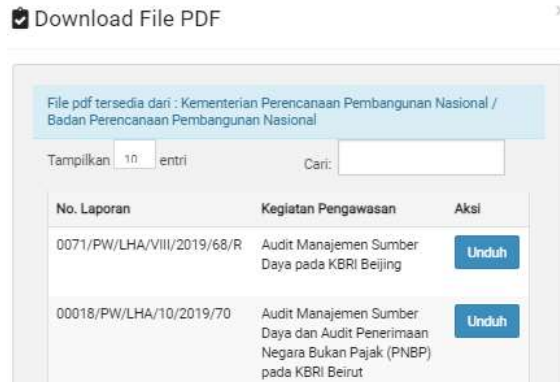 Download File PDF
x
File pdf tersedia dari : Kementerian Perencanaan Pembangunan Nasional /
Badan Perencanaan Pembangunan Nasional
Tampilkan 10 entri Cari:
No. Laporan Kegiatan Pengawasan Aksi
0071/PW/LHA/VIII/2019/68/R Audit Manajemen Sumber Unduh
Daya pada KBRI Beijing
00018/PW/LHA/10/2019/70 Audit Manajemen Sumber Unduh
Daya dan Audit Penerimaan
Negara Bukan Pajak (PNBP)
pada KBRI Beirut